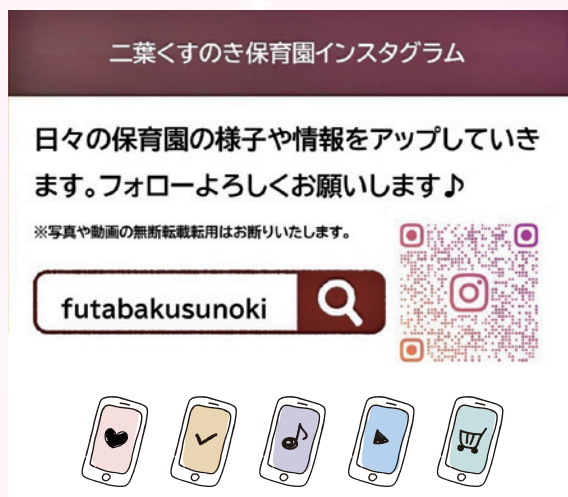 二葉くすのき保育園インスタグラム
日々の保育園の様子や情報をアップしていき
ます。フォローよろしくお願いします♪
※写真や動画の無断転載転用はお断りいたします。
futabakusunoki